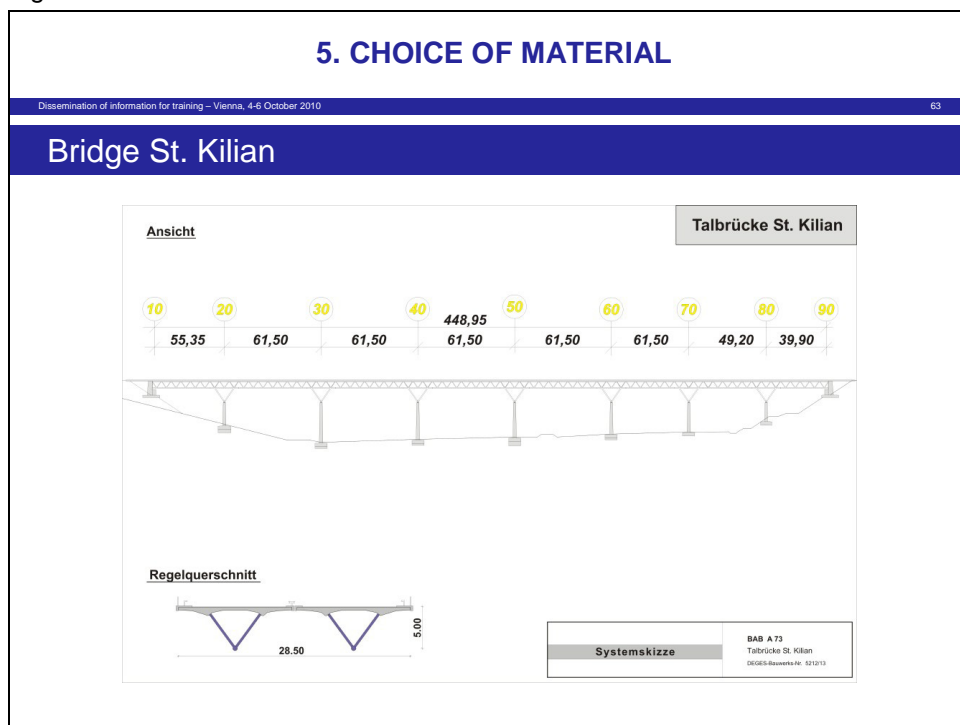 5. CHOICE OF MATERIAL
Dissemination of information for training – Vienna, 4-6 October 2010 63
Bridge St. Kilian
Ansicht
Talbrücke St. Kilian
10 20 30 40 50 60 70 80 90
448,95
55,35 61,50 61,50 61,50 61,50 61,50 49,20 39,90
Regelquerschnitt
5.00
28.50
Systemskizze
BAB A 73
Talbrücke St. Kilian
DEGES-Bauwerks-Nr. 5212/13